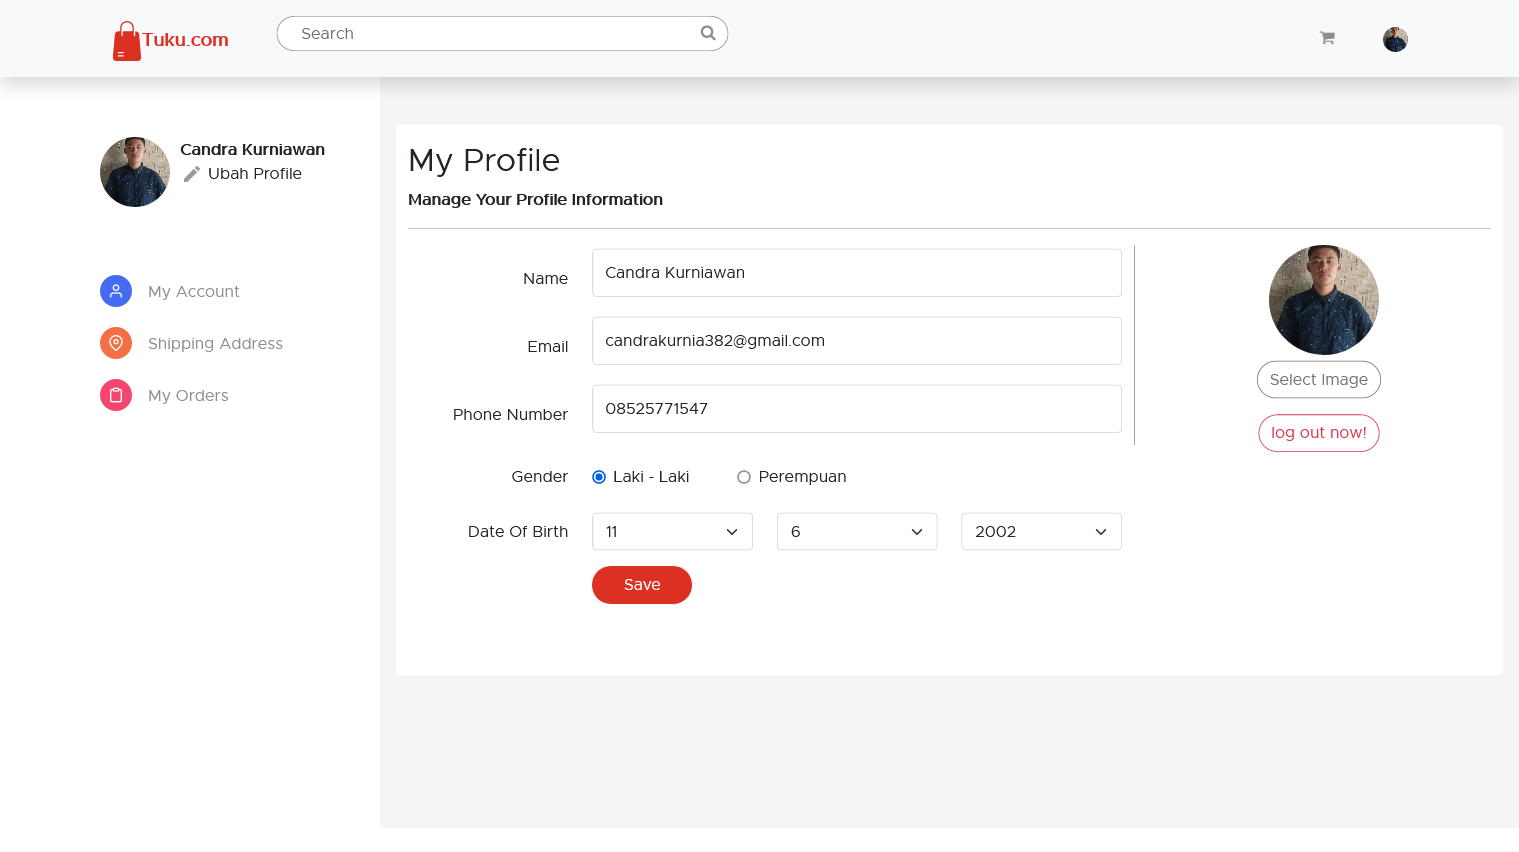 Tuku.com
Search
Candra Kurniawan
Ubah Profile
My Account
Shipping Address
My Orders
My Profile
Manage Your Profile Information
Name
Candra Kurniawan
Email
candrakurnia382@gmail.com
Phone Number
08525771547
Gender
Laki - Laki
Perempuan
Date Of Birth
11
6
2002
Save
Select Image
log out now!